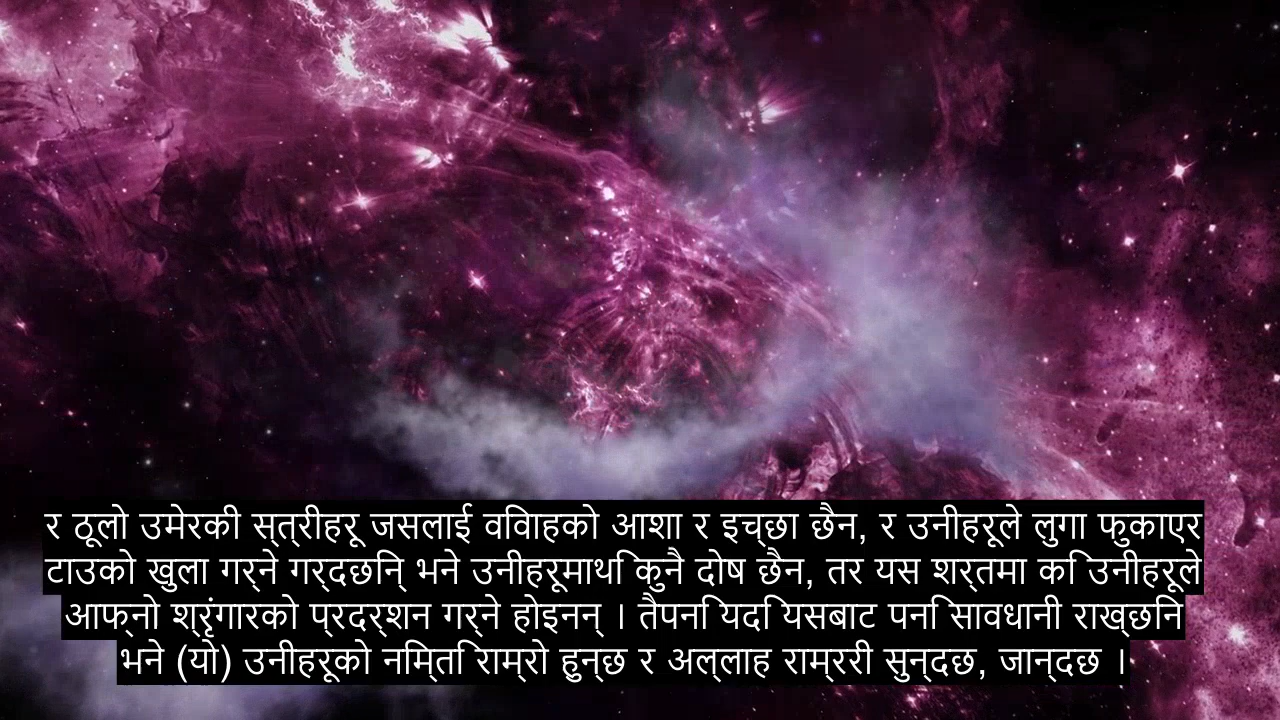 र ठूलो उमेरकी स्त्रीहरू जसलाई विवाहको आशा र इच्छा छैन, र उनीहरूले लुगा फुकाएर
टाउको खुला गर्ने गर्दछनि् भने उनीहरूमाथि कुनै दोष छैन, तर यस शर्तमा कि उनीहरूले
आफ्नो श्रृंगारको प्रदर्शन गर्ने होइनन् । तैपनि यदि यसबाट पनि सावधानी राख्छनि
भने (यो) उनीहरूको निम्ति राम्रो हुन्छ र अल्लाह राम्ररी सुन्दछ, जान्दछ ।